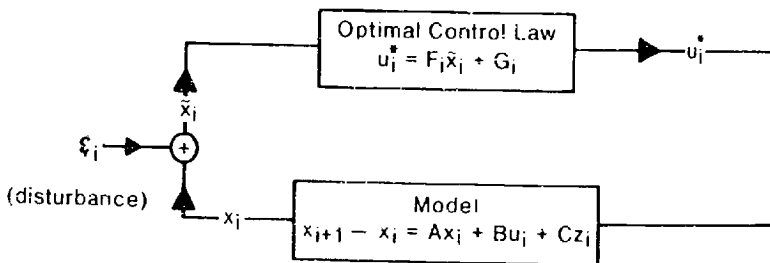 Optimal Control Law
u*ᵢ = Fᵢx̃ᵢ + Gᵢ
u*ᵢ
x̃ᵢ
ξᵢ
+
(disturbance)
xᵢ
Model
xᵢ₊₁ − xᵢ = Axᵢ + Buᵢ + Czᵢ